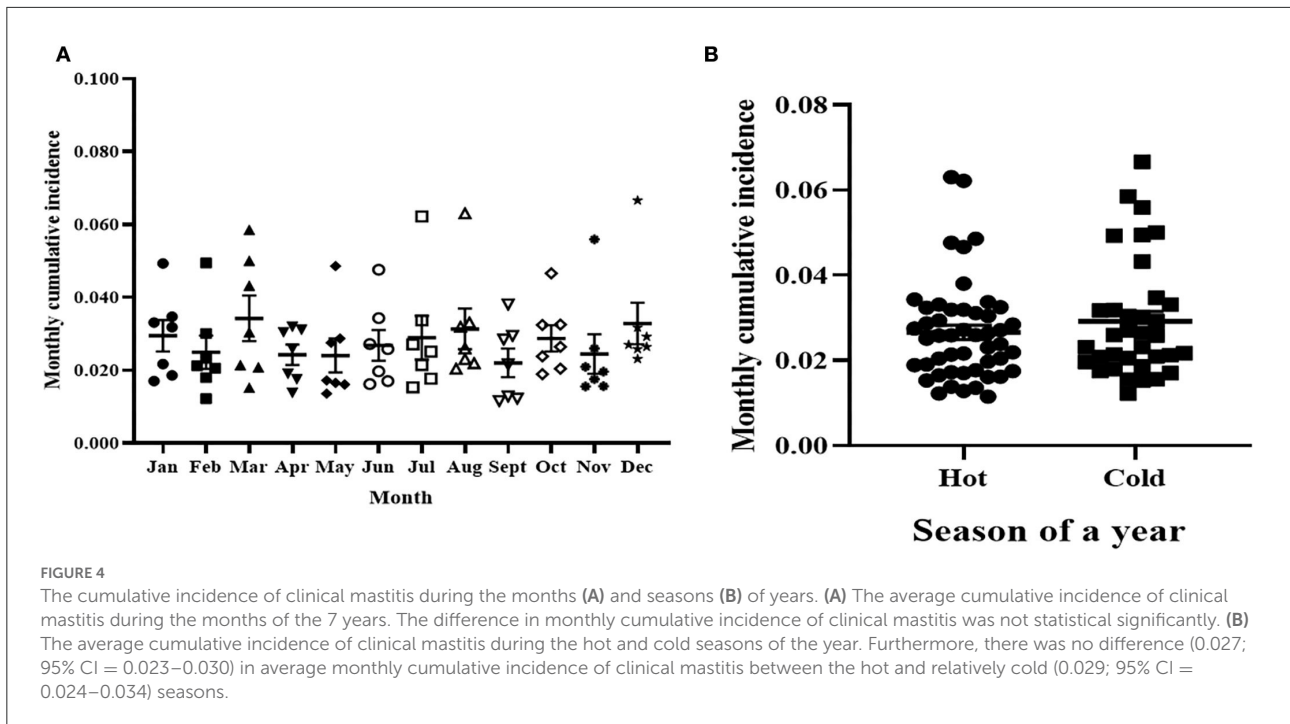 A
B
Monthly cumulative incidence
0.100
0.080
0.060
0.040
0.020
0.000
Jan Feb Mar Apr May Jun Jul Aug Sept Oct Nov Dec
Month
Monthly cumulative incidence
0.08
0.06
0.04
0.02
0.00
Hot Cold
Season of a year
FIGURE 4
The cumulative incidence of clinical mastitis during the months (A) and seasons (B) of years. (A) The average cumulative incidence of clinical
mastitis during the months of the 7 years. The difference in monthly cumulative incidence of clinical mastitis was not statistical significantly. (B)
The average cumulative incidence of clinical mastitis during the hot and cold seasons of the year. Furthermore, there was no difference (0.027;
95% CI = 0.023–0.030) in average monthly cumulative incidence of clinical mastitis between the hot and relatively cold (0.029; 95% CI =
0.024–0.034) seasons.